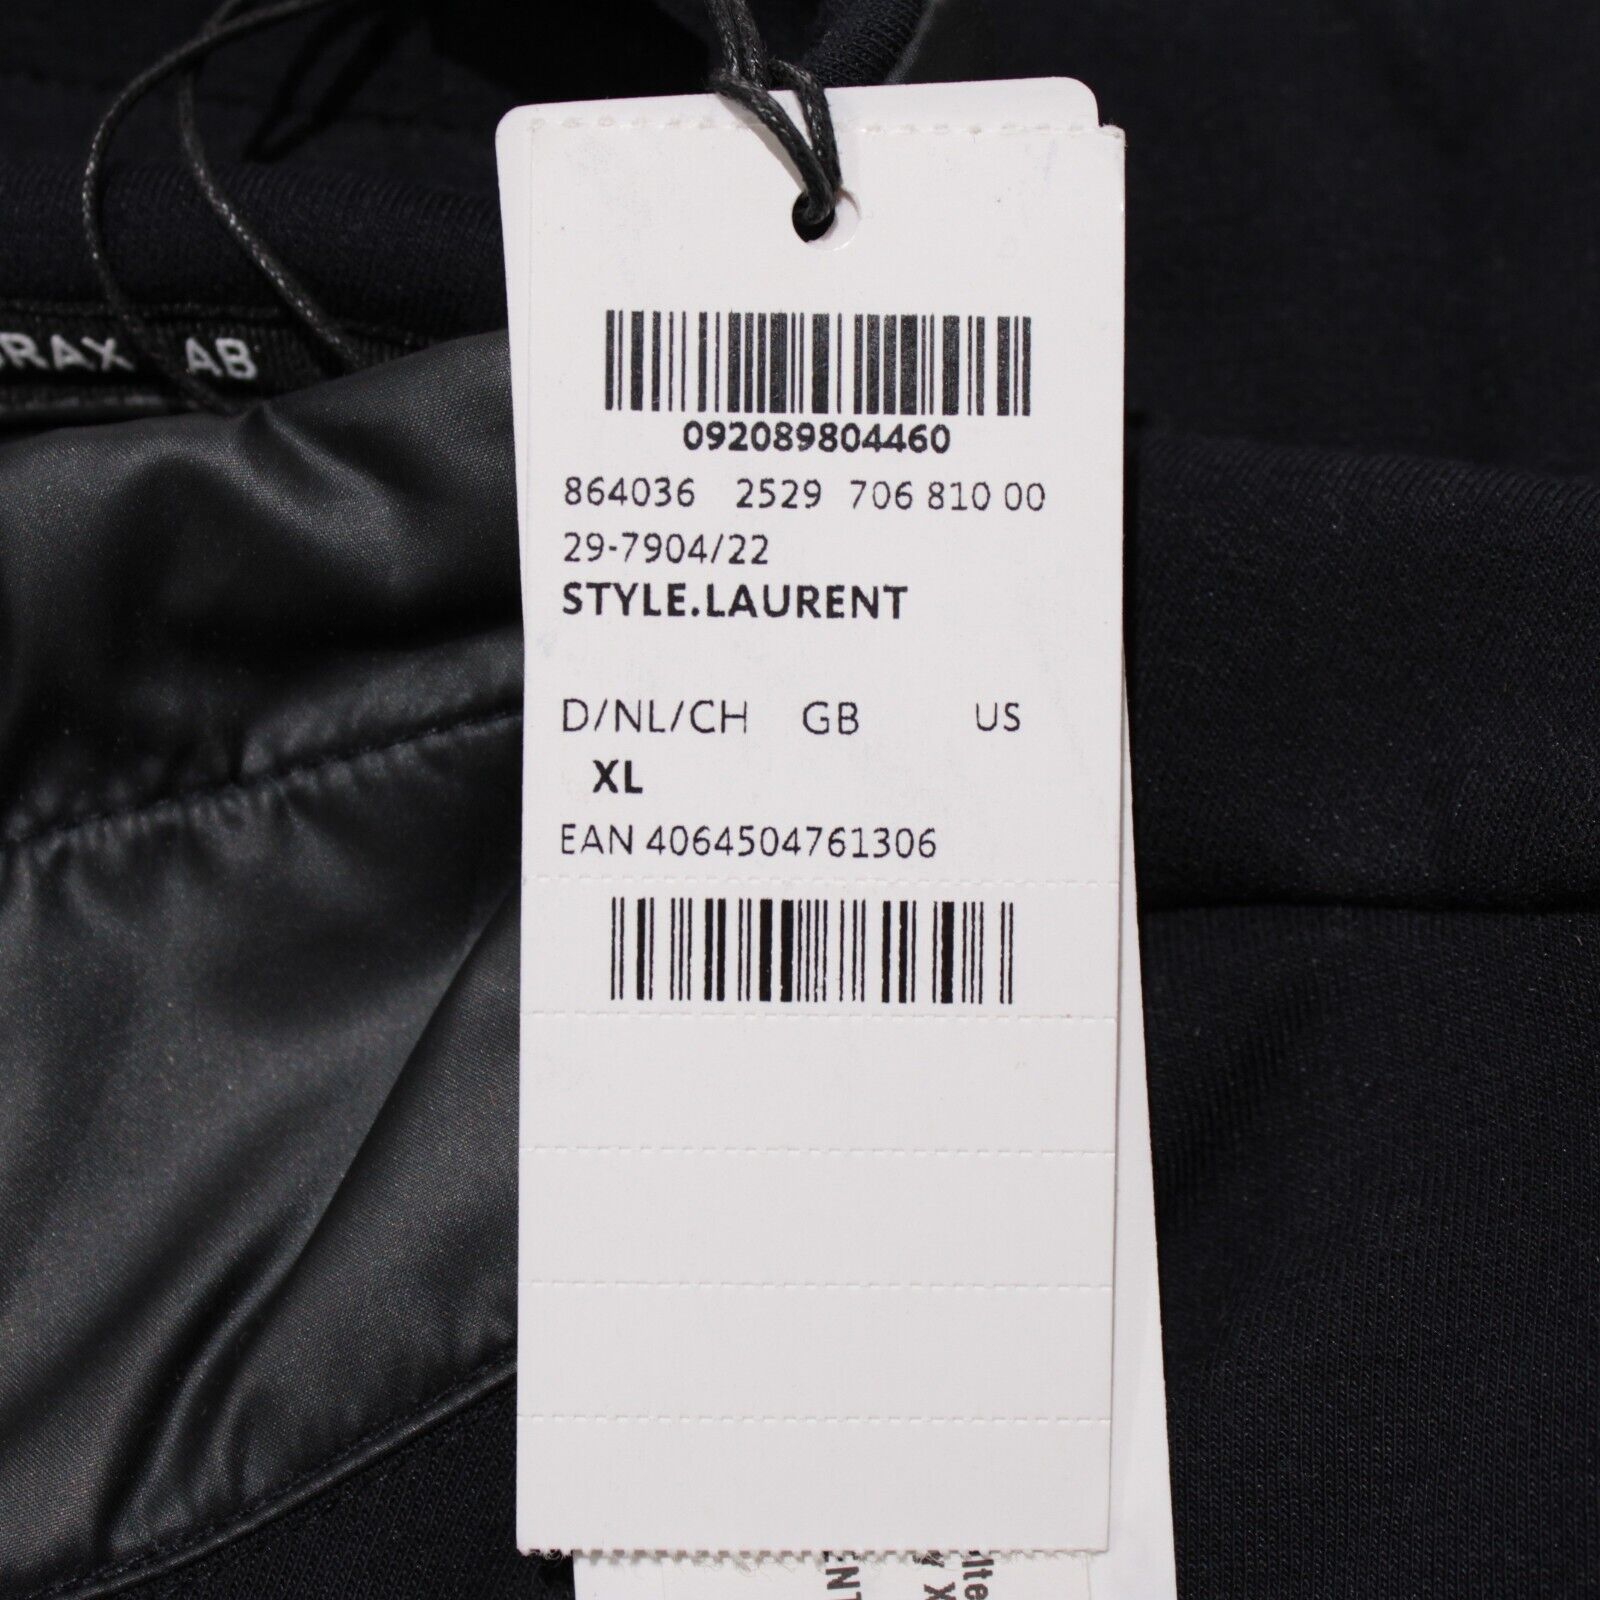 AB
092089804460
864036 2529 706 810 00
29-7904/22
STYLE.LAURENT
D/NL/CH GB US
XL
EAN 4064504761306